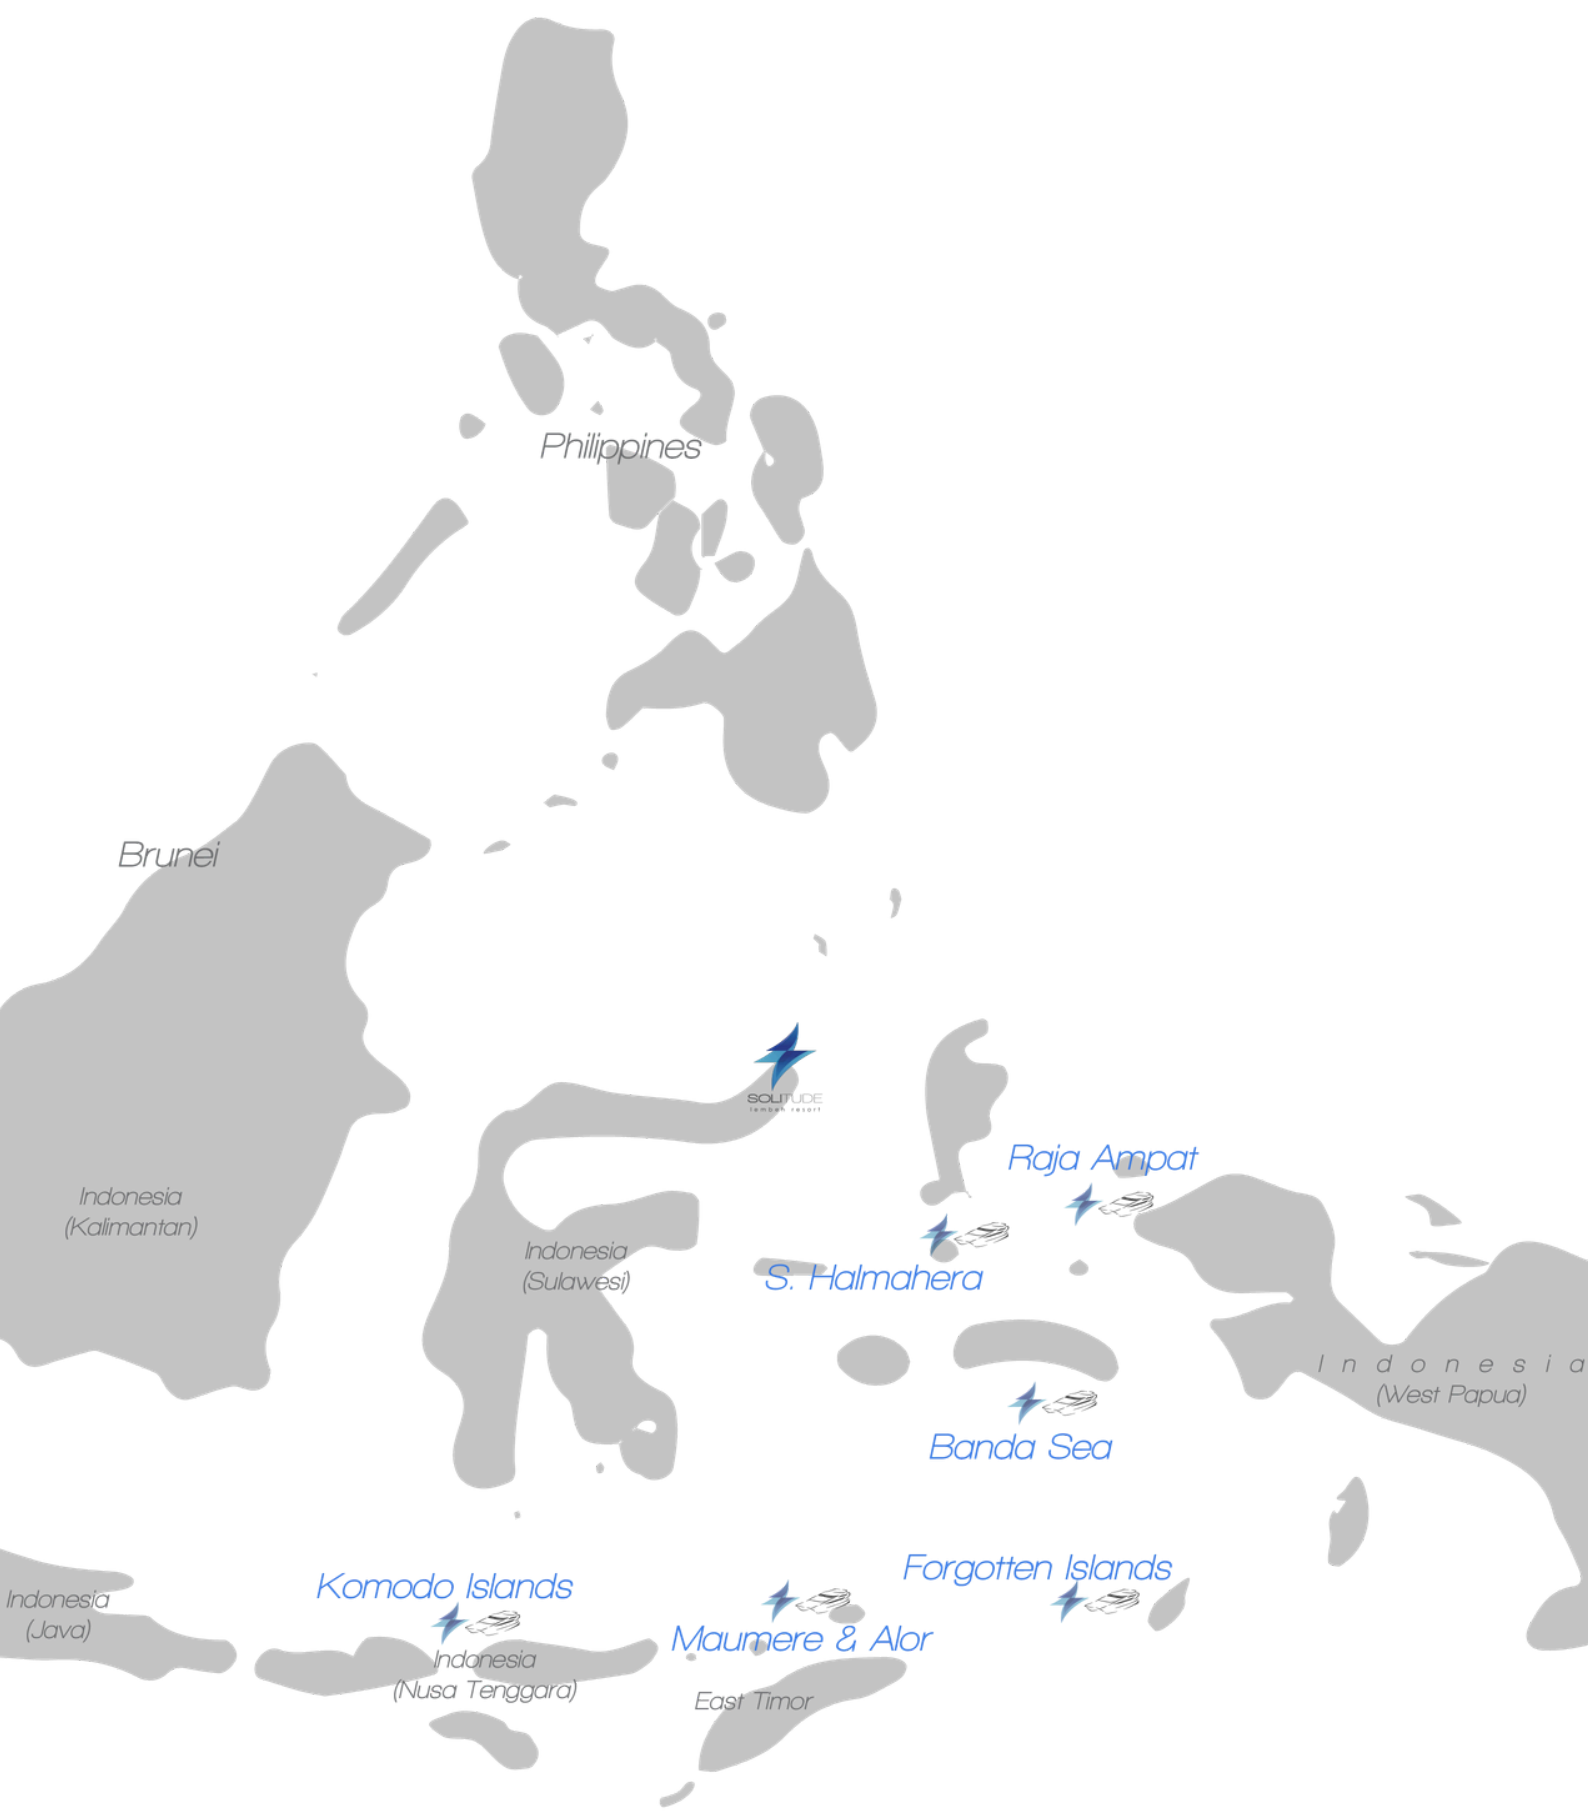 Philippines
Brunei
SOLITUDE
lembeh resort
Raja Ampat
Indonesia
(Kalimantan)
Indonesia
(Sulawesi)
S. Halmahera
Indonesia
(West Papua)
Banda Sea
Forgotten Islands
Komodo Islands
Indonesia
(Java)
Maumere & Alor
Indonesia
(Nusa Tenggara)
East Timor